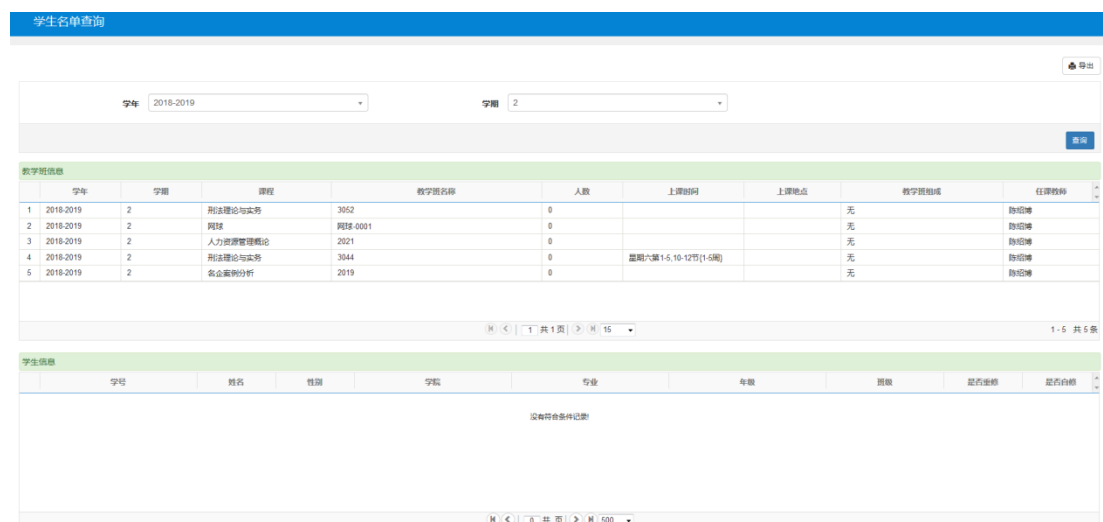 学生名单查询
导出
学年 2018-2019 学期 2
查询
教学班信息
学年 学期 课程 教学班名称 人数 上课时间 上课地点 教学班组成 任课教师
1 2018-2019 2 刑法理论与实务 3052 0 无 陈绍博
2 2018-2019 2 网球 网球-0001 0 无 陈绍博
3 2018-2019 2 人力资源管理概论 2021 0 无 陈绍博
4 2018-2019 2 刑法理论与实务 3044 0 星期六第1-5,10-12节{1-5周} 无 陈绍博
5 2018-2019 2 名企案例分析 2019 0 无 陈绍博
1 共 1 页 15 1 - 5 共 5 条
学生信息
学号 姓名 性别 学院 专业 年级 班级 是否重修 是否自修
没有符合条件记录!
0 共 页 500